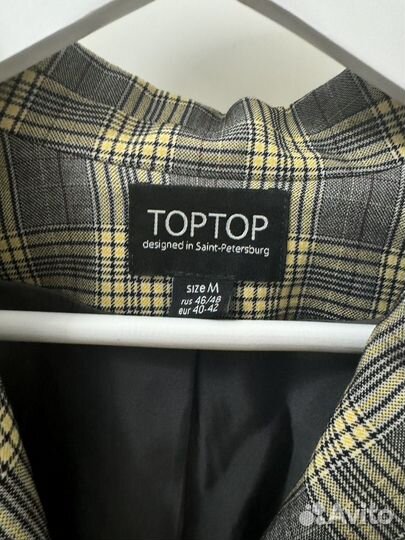 TOPTOP
designed in Saint-Petersburg
SIZE M
rus 46/48
eur 40-42
Avito